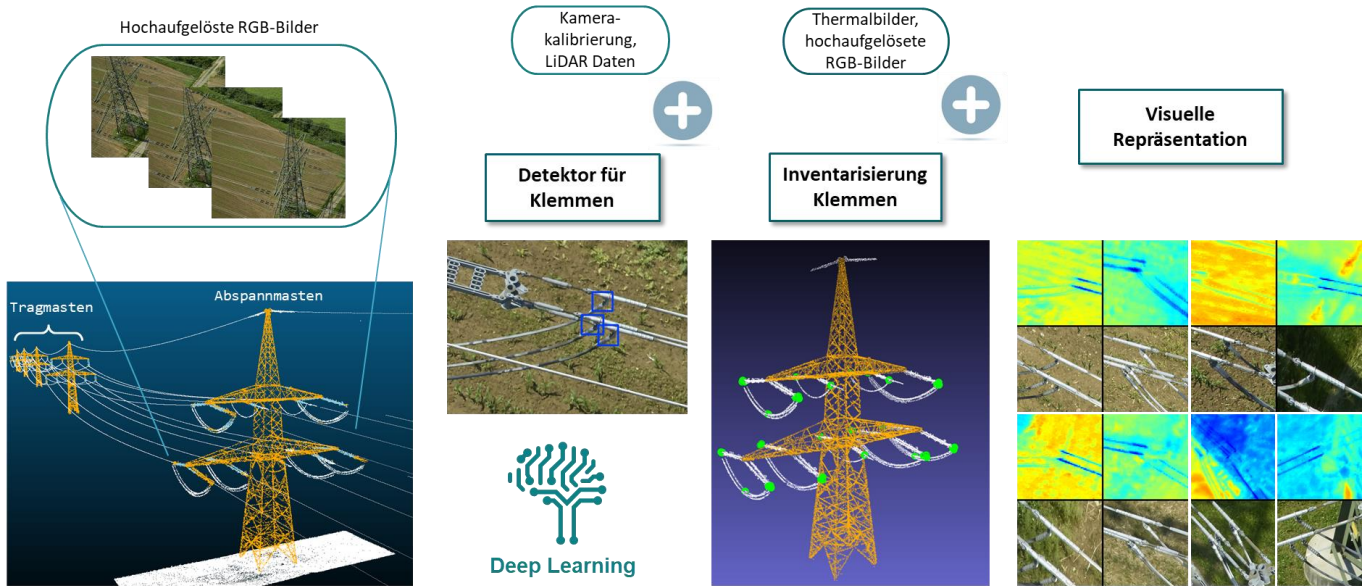 Hochaufgelöste RGB-Bilder
Tragmasten
Abspannmasten
Kamera-
kalibrierung,
LiDAR Daten
Detektor für
Klemmen
Deep Learning
Thermalbilder,
hochaufgelösete
RGB-Bilder
Inventarisierung
Klemmen
Visuelle
Repräsentation